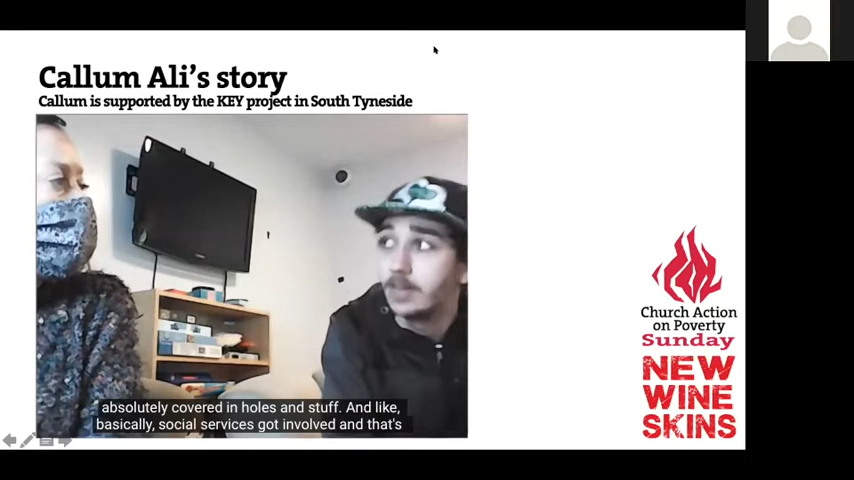 Callum Ali's story
Callum is supported by the KEY project in South Tyneside
absolutely covered in holes and stuff. And like,
basically, social services got involved and that's
Church Action
on Poverty
Sunday
NEW
WINE
SKINS